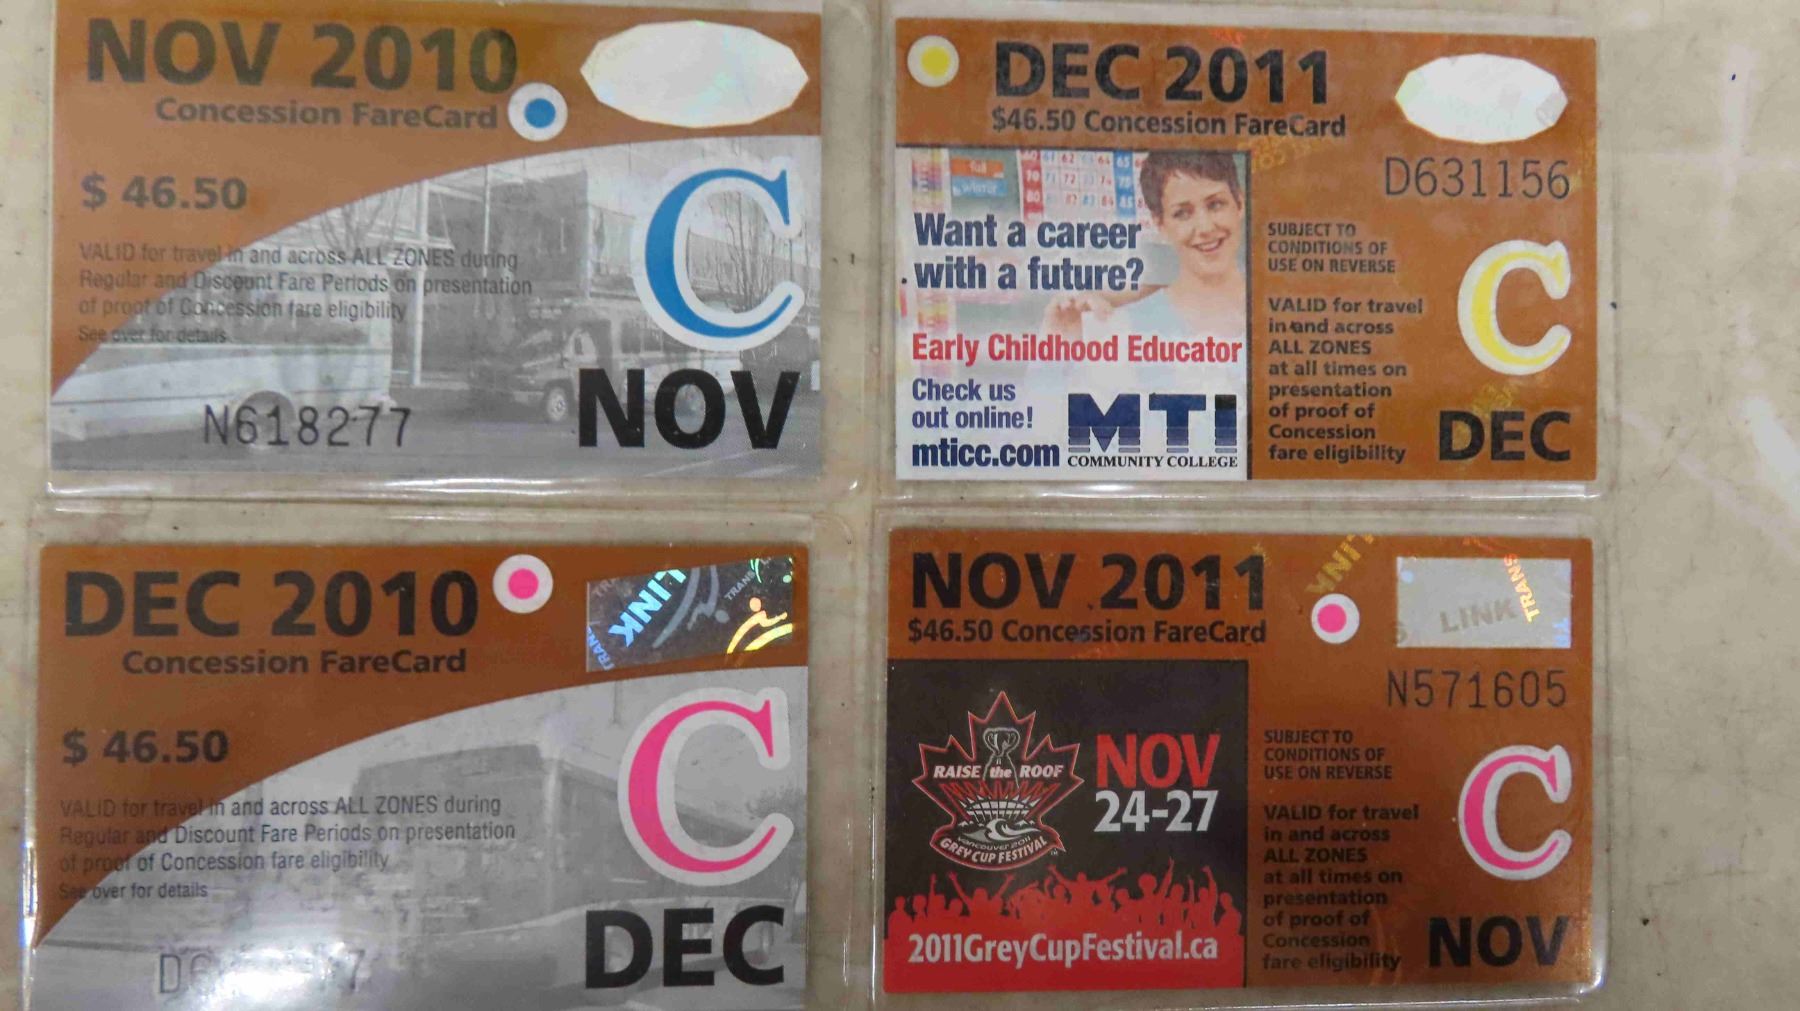 NOV 2010
Concession FareCard
$ 46.50
VALID for travel in and across ALL ZONES during
Regular and Discount Fare Periods on presentation
of proof of Concession fare eligibility
See over for details
C
NOV
N618277
DEC 2011
$46.50 Concession FareCard
D631156
Want a career
with a future?
Early Childhood Educator
Check us
out online!
mticc.com
MTI
COMMUNITY COLLEGE
SUBJECT TO
CONDITIONS OF
USE ON REVERSE
VALID for travel
in and across
ALL ZONES
at all times on
presentation
of proof of
Concession
fare eligibility
C
DEC
DEC 2010
Concession FareCard
LINK
TRANS
$ 46.50
VALID for travel in and across ALL ZONES during
Regular and Discount Fare Periods on presentation
of proof of Concession fare eligibility
See over for details
C
DEC
NOV 2011
$46.50 Concession FareCard
LINK
LINK
TRANS
N571605
RAISE the ROOF
VANCOUVER 2011
GREY CUP FESTIVAL
NOV
24-27
2011GreyCupFestival.ca
SUBJECT TO
CONDITIONS OF
USE ON REVERSE
VALID for travel
in and across
ALL ZONES
at all times on
presentation
of proof of
Concession
fare eligibility
C
NOV